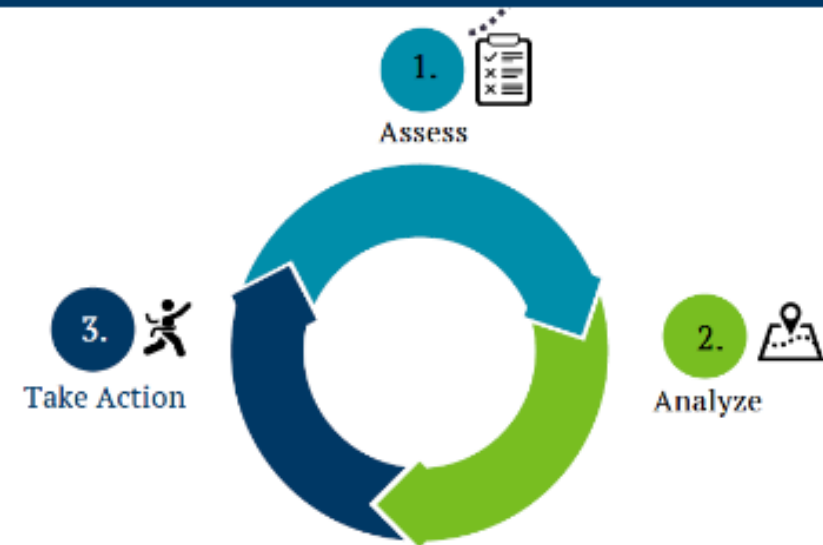 1.
Assess
2.
Analyze
3.
Take Action